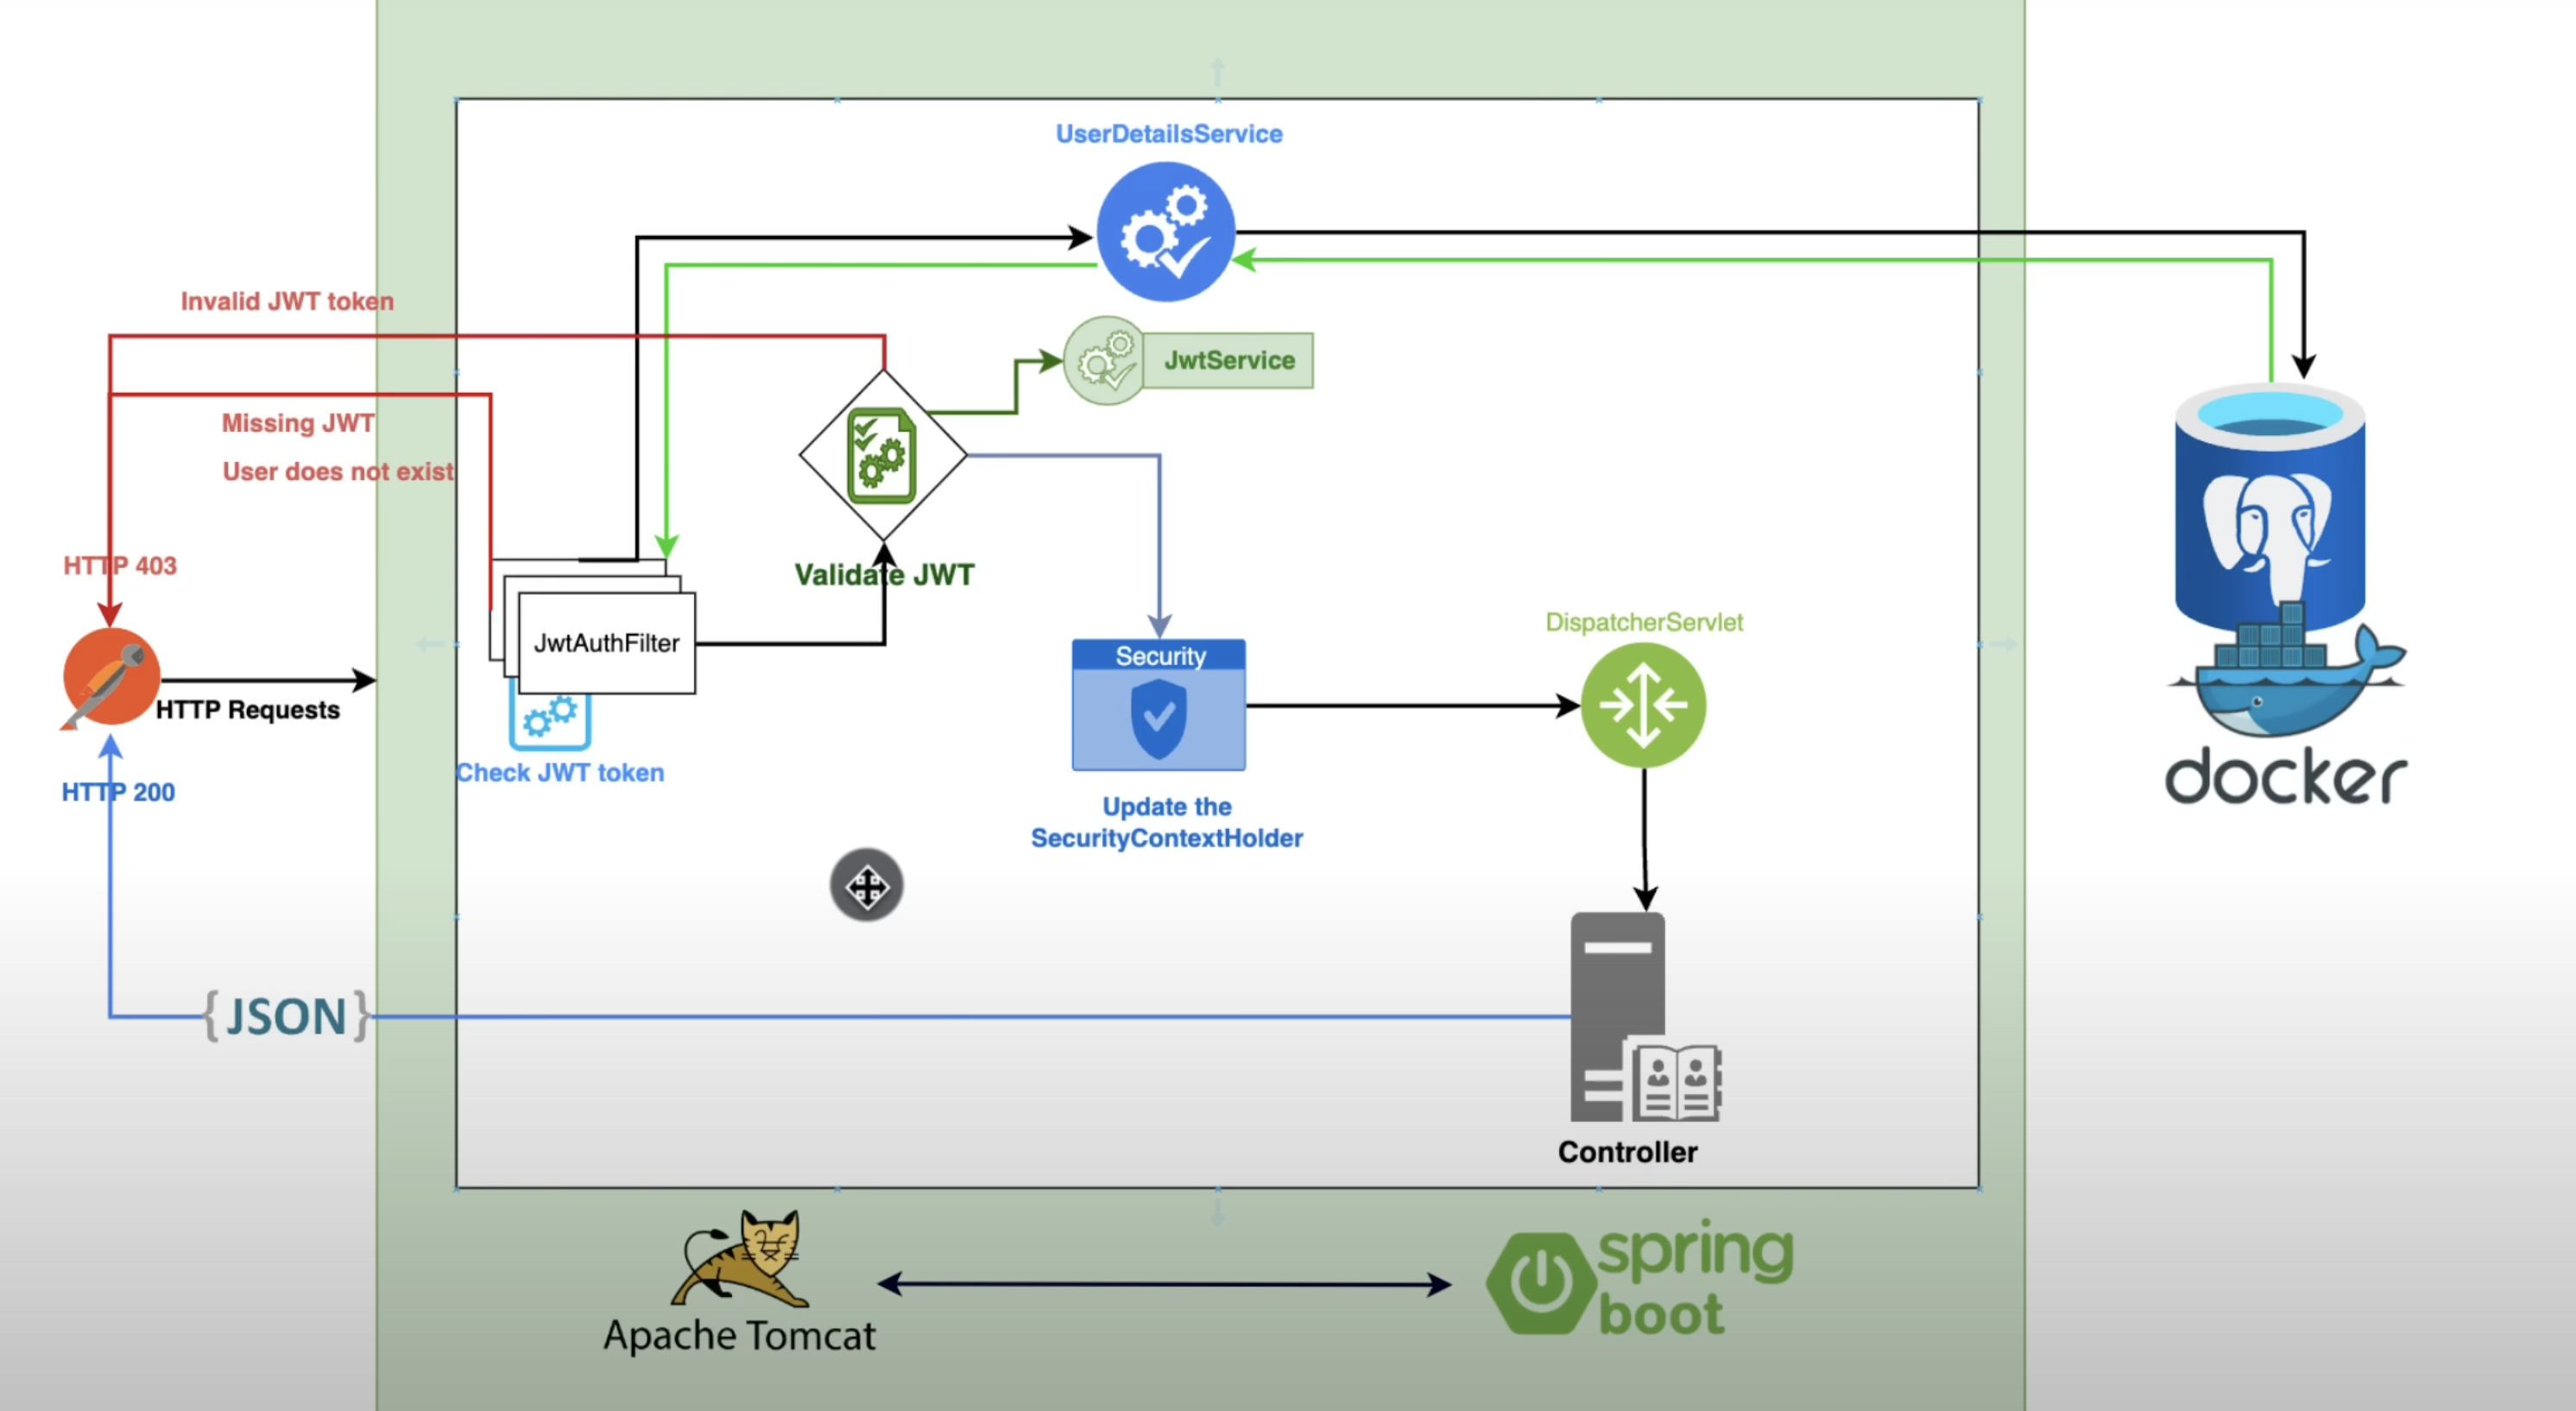 UserDetailsService
Invalid JWT token
JwtService
Missing JWT
User does not exist
HTTP 403
Validate JWT
DispatcherServlet
JwtAuthFilter
Security
HTTP Requests
Check JWT token
HTTP 200
docker
Update the
SecurityContextHolder
{JSON}
Controller
spring
boot
Apache Tomcat